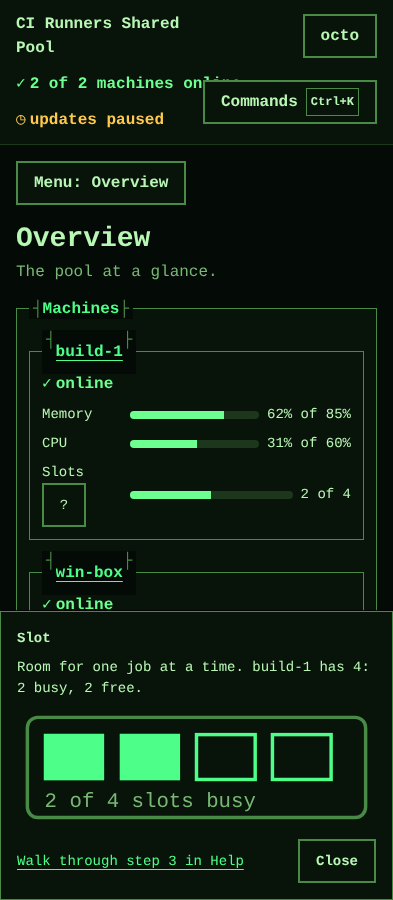 CI Runners Shared
Pool
octo
✓ 2 of 2 machines online
Commands Ctrl+K
◷ updates paused
Menu: Overview
Overview
The pool at a glance.
Machines
build-1
✓ online
Memory 62% of 85%
CPU 31% of 60%
Slots
? 2 of 4
win-box
✓ online
Slot
Room for one job at a time. build-1 has 4:
2 busy, 2 free.
2 of 4 slots busy
Walk through step 3 in Help
Close